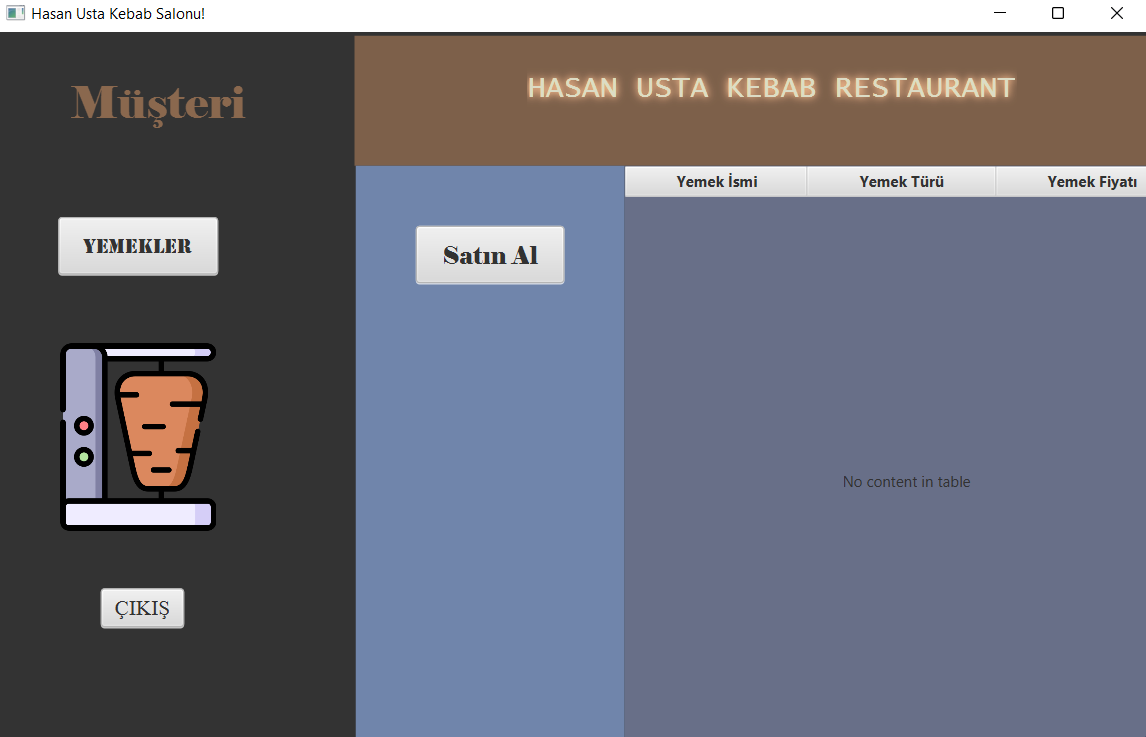 Hasan Usta Kebab Salonu!
Müşteri
HASAN USTA KEBAB RESTAURANT
YEMEKLER
Satın Al
Yemek İsmi Yemek Türü Yemek Fiyatı
No content in table
ÇIKIŞ